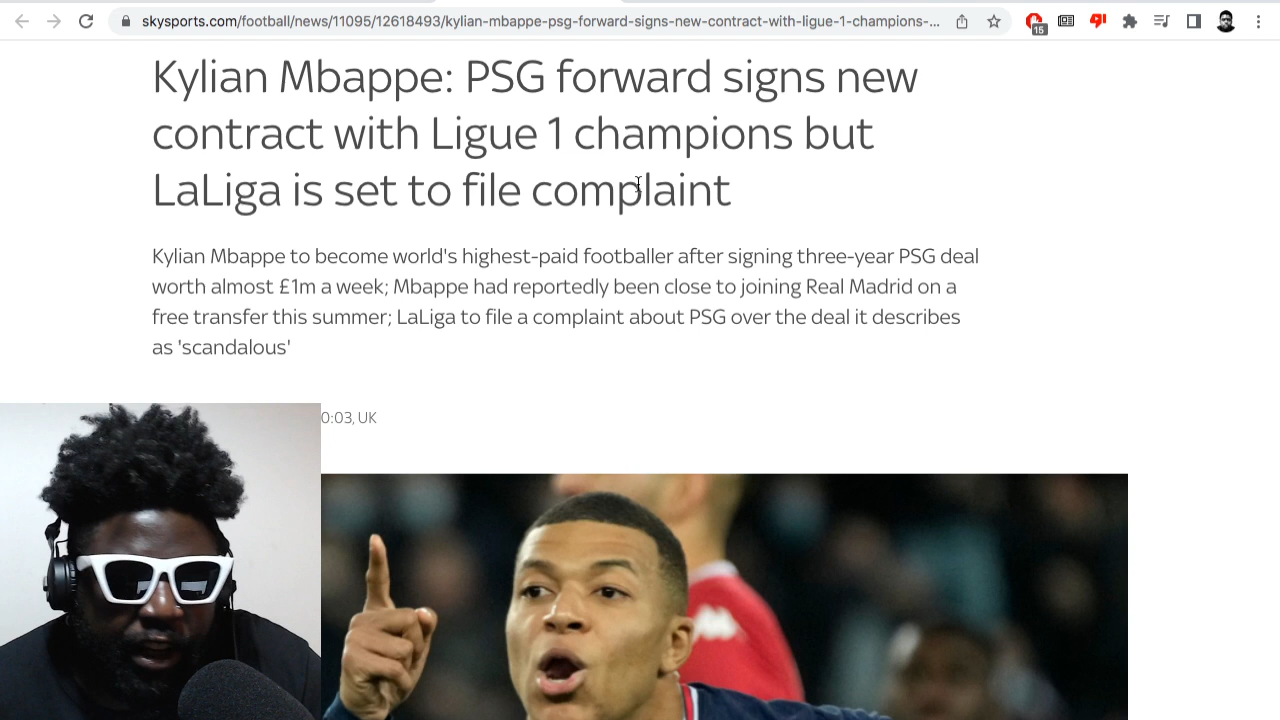 skysports.com/football/news/11095/12618493/kylian-mbappe-psg-forward-signs-new-contract-with-ligue-1-champions-...
15
Kylian Mbappe: PSG forward signs new
contract with Ligue 1 champions but
LaLiga is set to file complaint
Kylian Mbappe to become world's highest-paid footballer after signing three-year PSG deal
worth almost £1m a week; Mbappe had reportedly been close to joining Real Madrid on a
free transfer this summer; LaLiga to file a complaint about PSG over the deal it describes
as 'scandalous'
0:03, UK